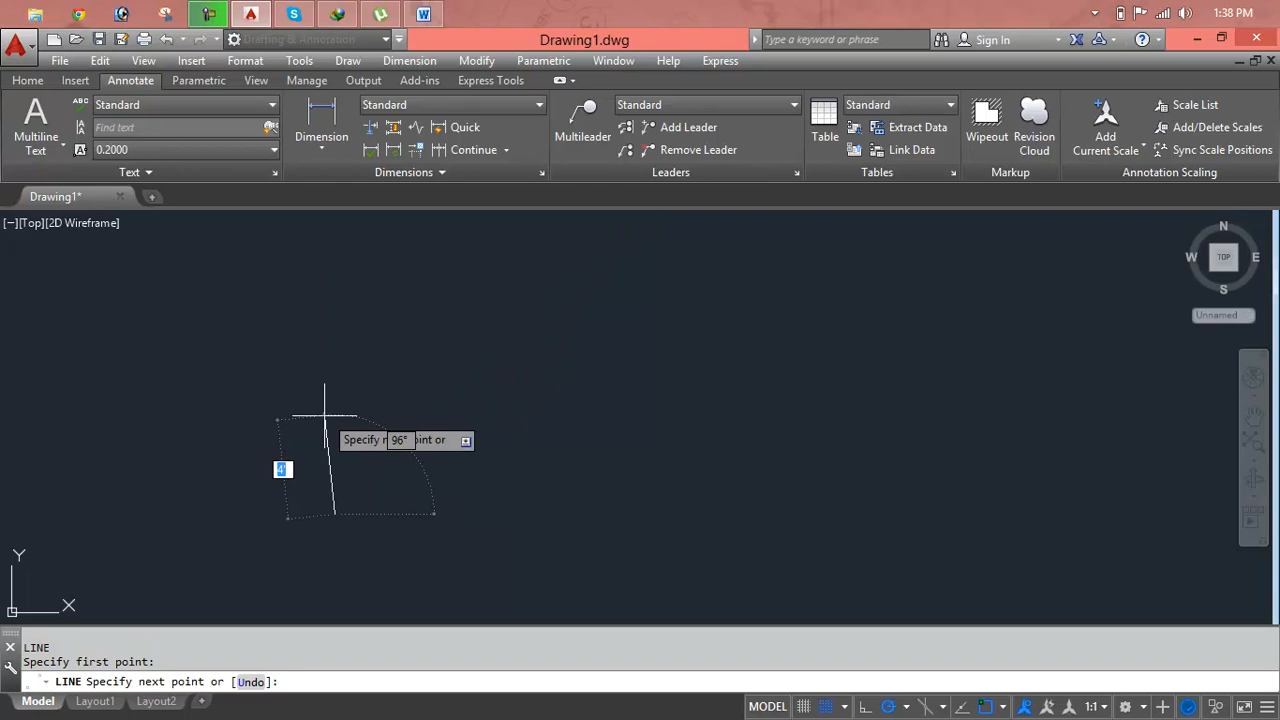 1:38 PM
Drafting & Annotation
Drawing1.dwg
Type a keyword or phrase
Sign In
File Edit View Insert Format Tools Draw Dimension Modify Parametric Window Help Express
Home Insert Annotate Parametric View Manage Output Add-ins Express Tools
Multiline
Text
ABC
Standard
Find text
0.2000
Text
Dimension
Standard
Quick
Continue
Dimensions
Multileader
Standard
Add Leader
Remove Leader
Leaders
Table
Standard
Extract Data
Link Data
Tables
Wipeout
Revision
Cloud
Markup
Add
Current Scale
Scale List
Add/Delete Scales
Sync Scale Positions
Annotation Scaling
Drawing1*
[−][Top][2D Wireframe]
N
W TOP E
S
Unnamed
96°
4'
Y
X
LINE
Specify first point:
LINE Specify next point or [Undo]:
Model Layout1 Layout2
MODEL
1:1